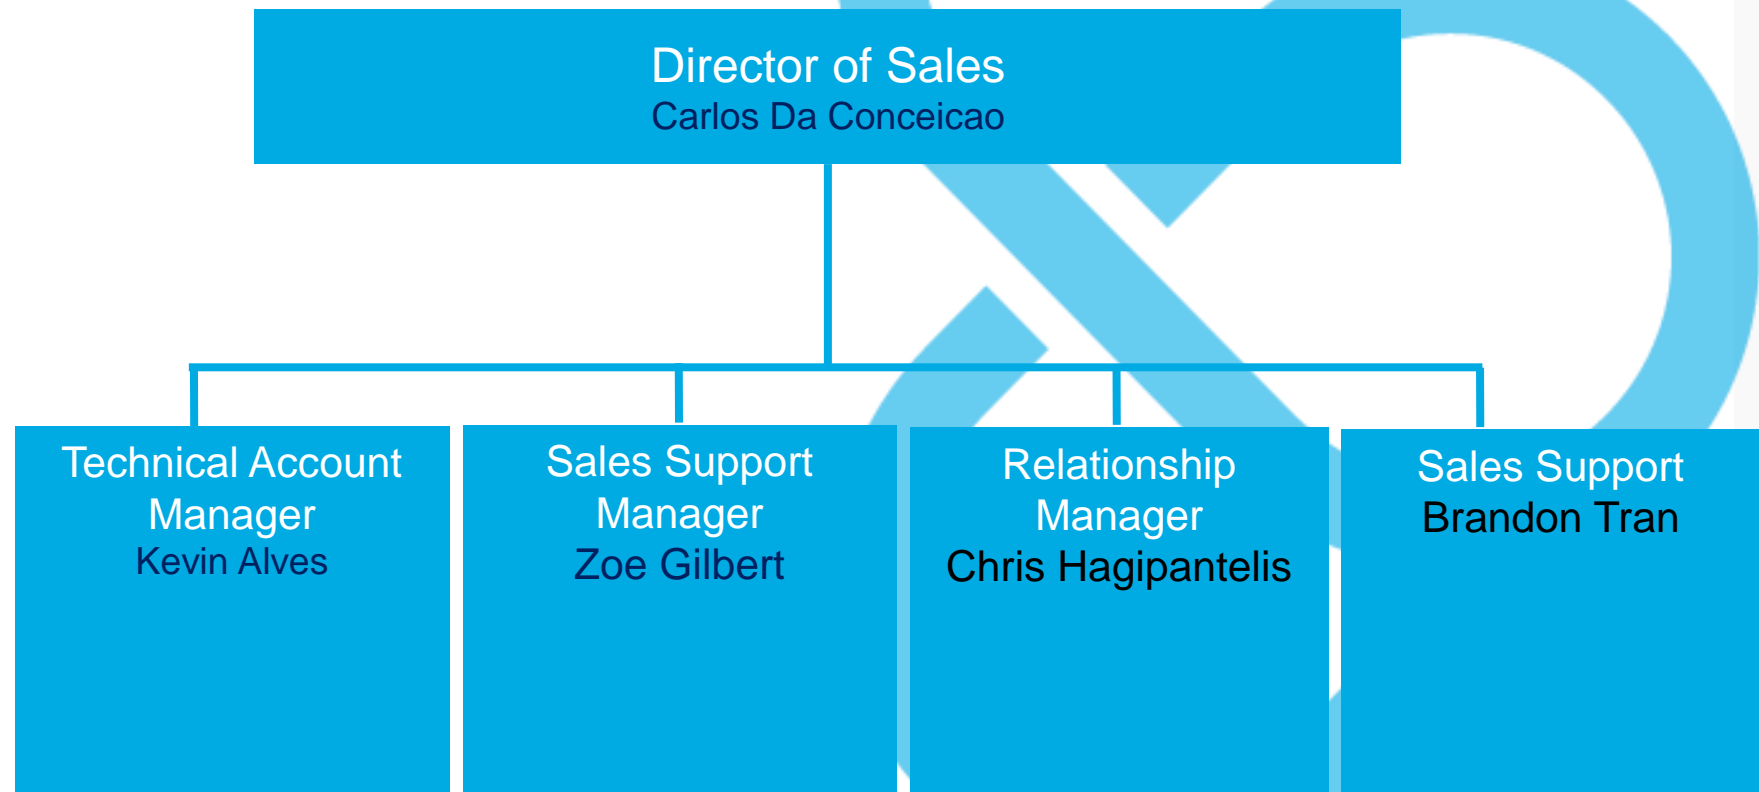 Director of Sales
Carlos Da Conceicao
Technical Account
Manager
Kevin Alves
Sales Support
Manager
Zoe Gilbert
Relationship
Manager
Chris Hagipantelis
Sales Support
Brandon Tran